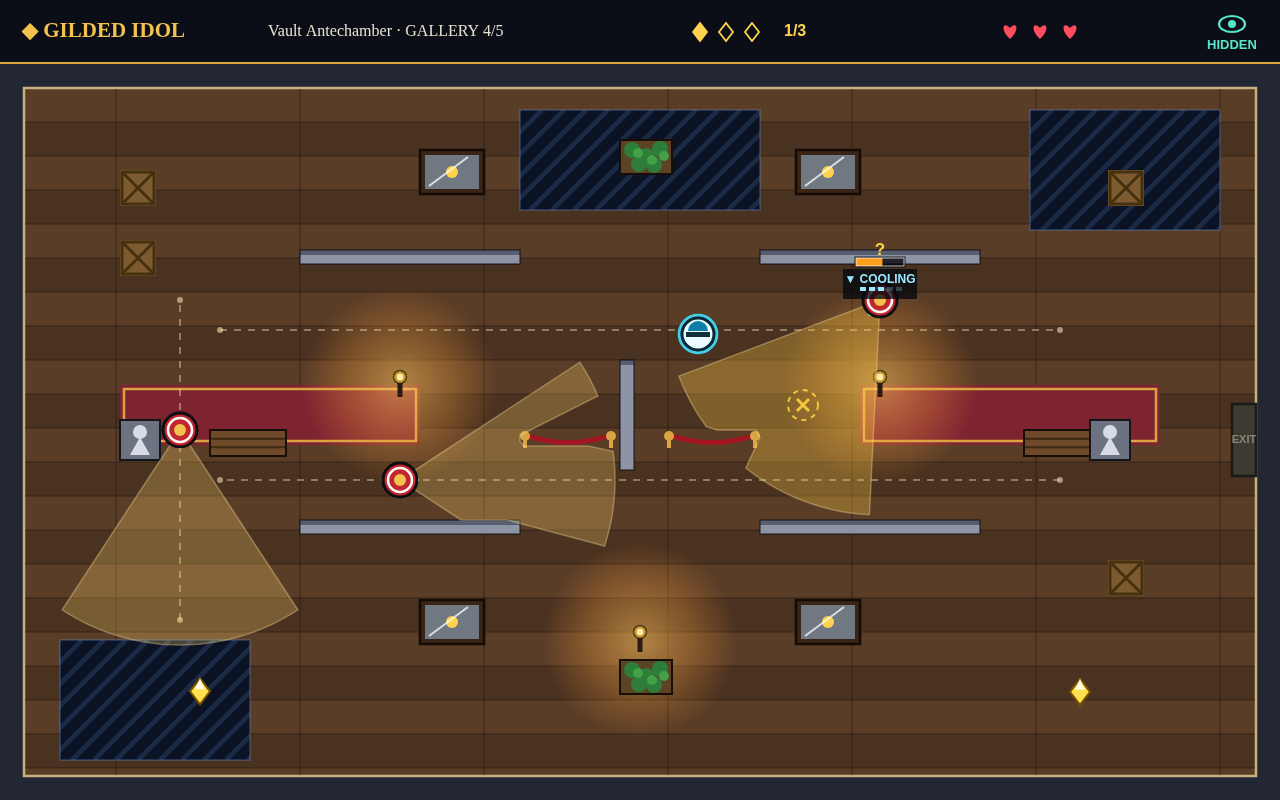 ◆ GILDED IDOL
Vault Antechamber · GALLERY 4/5
1/3
HIDDEN
?
▼ COOLING
EXIT